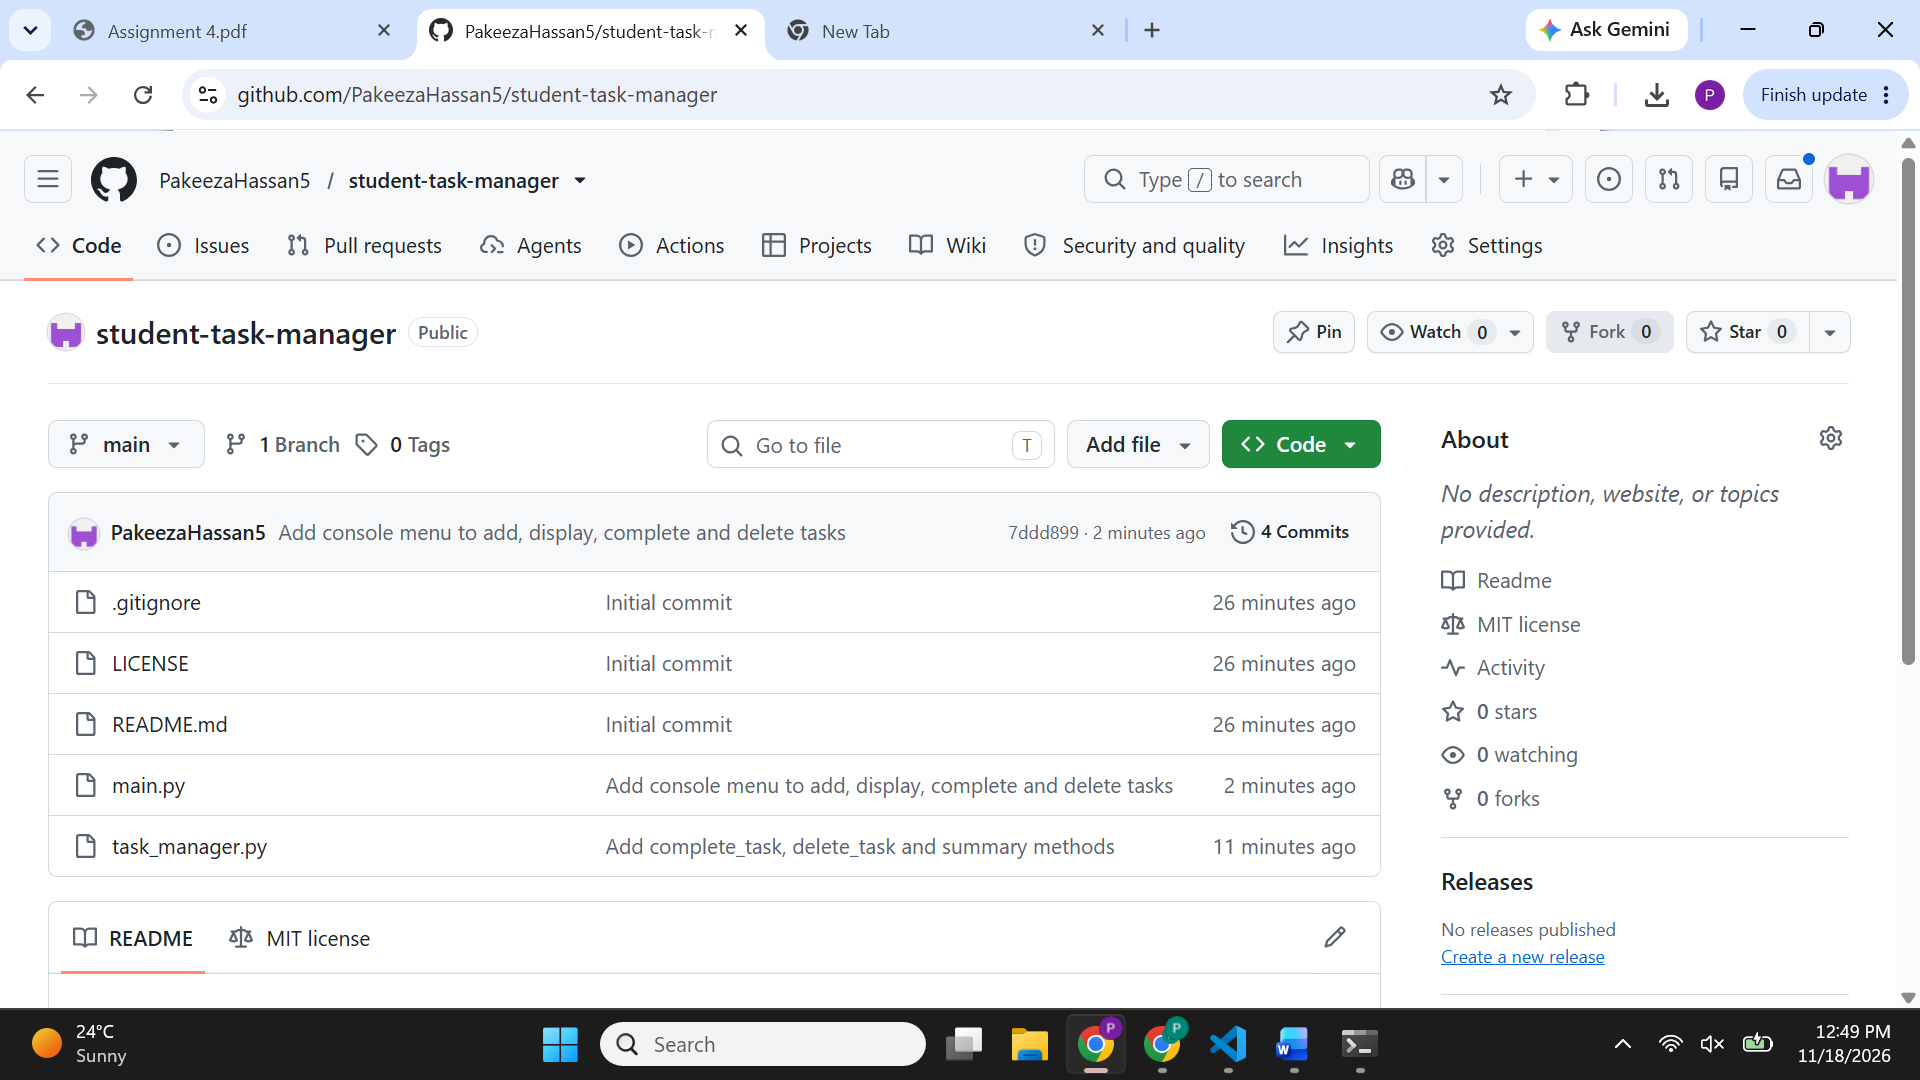 Assignment 4.pdf
PakeezaHassan5/student-task-m
New Tab
Ask Gemini
github.com/PakeezaHassan5/student-task-manager
P
Finish update
PakeezaHassan5 / student-task-manager
Type / to search
Code
Issues
Pull requests
Agents
Actions
Projects
Wiki
Security and quality
Insights
Settings
student-task-manager
Public
Pin
Watch 0
Fork 0
Star 0
main
1 Branch
0 Tags
Go to file
T
Add file
Code
PakeezaHassan5 Add console menu to add, display, complete and delete tasks
7ddd899 · 2 minutes ago
4 Commits
.gitignore Initial commit 26 minutes ago
LICENSE Initial commit 26 minutes ago
README.md Initial commit 26 minutes ago
main.py Add console menu to add, display, complete and delete tasks 2 minutes ago
task_manager.py Add complete_task, delete_task and summary methods 11 minutes ago
README
MIT license
About
No description, website, or topics
provided.
Readme
MIT license
Activity
0 stars
0 watching
0 forks
Releases
No releases published
Create a new release
24°C
Sunny
Search
P
P
W
12:49 PM
11/18/2026